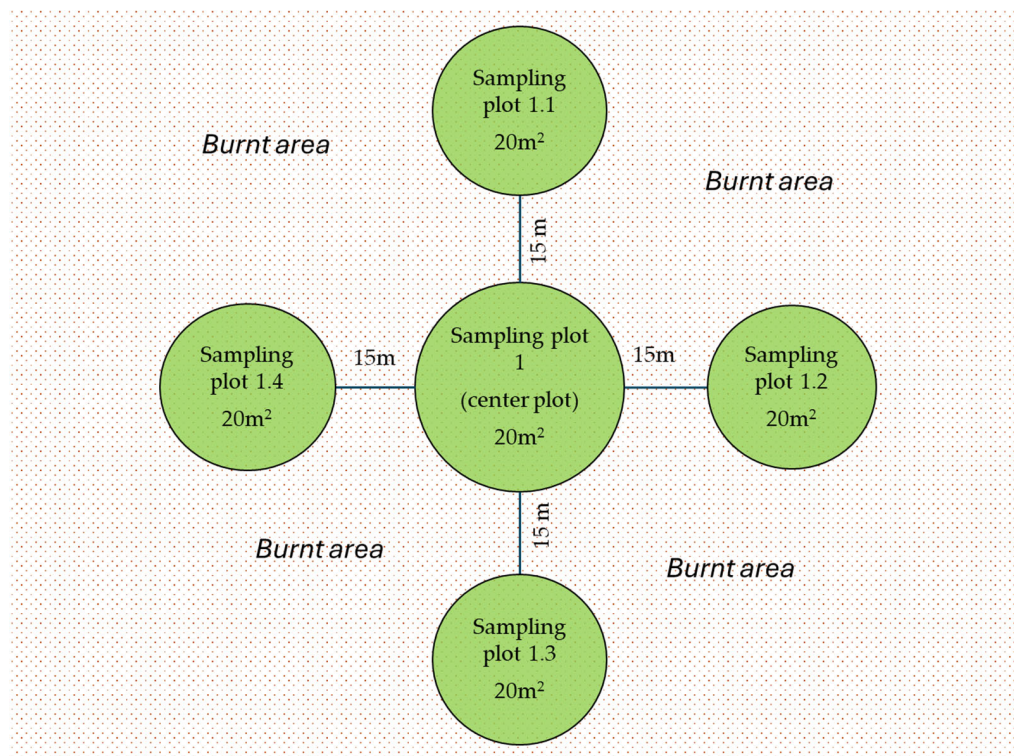 Sampling
plot 1.1
20m²
Burnt area
Burnt area
15 m
Sampling
plot 1.4
20m²
15m
Sampling plot
1
(center plot)
20m²
15m
Sampling
plot 1.2
20m²
15 m
Burnt area
Burnt area
Sampling
plot 1.3
20m²